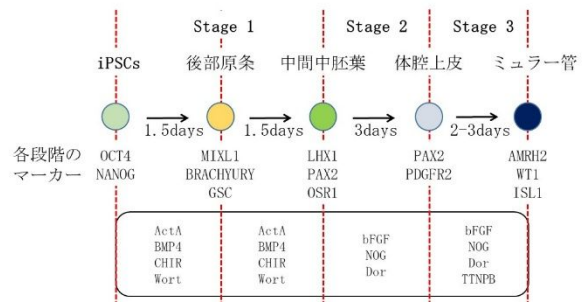 Stage 1 Stage 2 Stage 3
iPSCs 後部原条 中間中胚葉 体腔上皮 ミュラー管
1.5days 1.5days 3days 2-3days
各段階の
マーカー
OCT4
NANOG
MIXL1
BRACHYURY
GSC
LHX1
PAX2
OSR1
PAX2
PDGFR2
AMRH2
WT1
ISL1
ActA
BMP4
CHIR
Wort
ActA
BMP4
CHIR
Wort
bFGF
NOG
Dor
bFGF
NOG
Dor
TTNPB